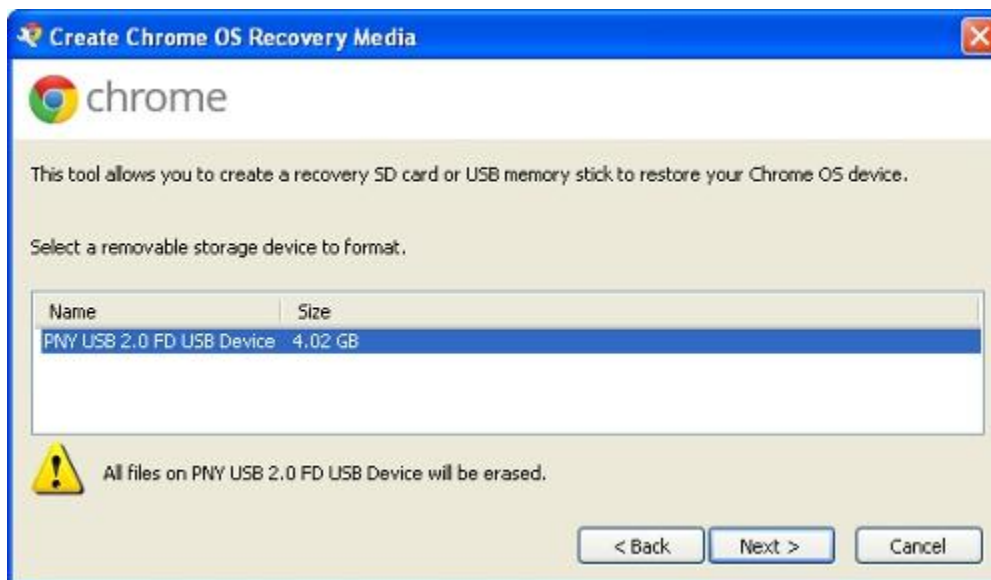 Create Chrome OS Recovery Media
chrome
This tool allows you to create a recovery SD card or USB memory stick to restore your Chrome OS device.
Select a removable storage device to format.
Name Size
PNY USB 2.0 FD USB Device 4.02 GB
All files on PNY USB 2.0 FD USB Device will be erased.
< Back Next > Cancel